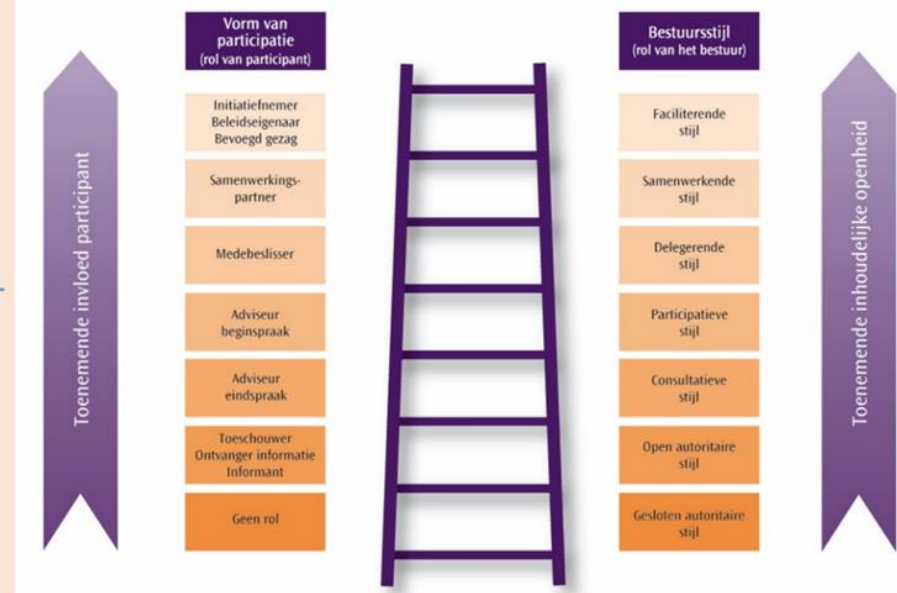 Vorm van
participatie
(rol van participant)
Bestuursstijl
(rol van het bestuur)
Toenemende invloed participant
Initiatiefnemer
Beleidseigenaar
Bevoegd gezag
Faciliterende
stijl
Samenwerkings-
partner
Samenwerkende
stijl
Medebeslisser
Delegerende
stijl
Adviseur
beginspraak
Participatieve
stijl
Adviseur
eindspraak
Consultatieve
stijl
Toeschouwer
Ontvanger informatie
Informant
Open autoritaire
stijl
Geen rol
Gesloten autoritaire
stijl
Toenemende inhoudelijke openheid